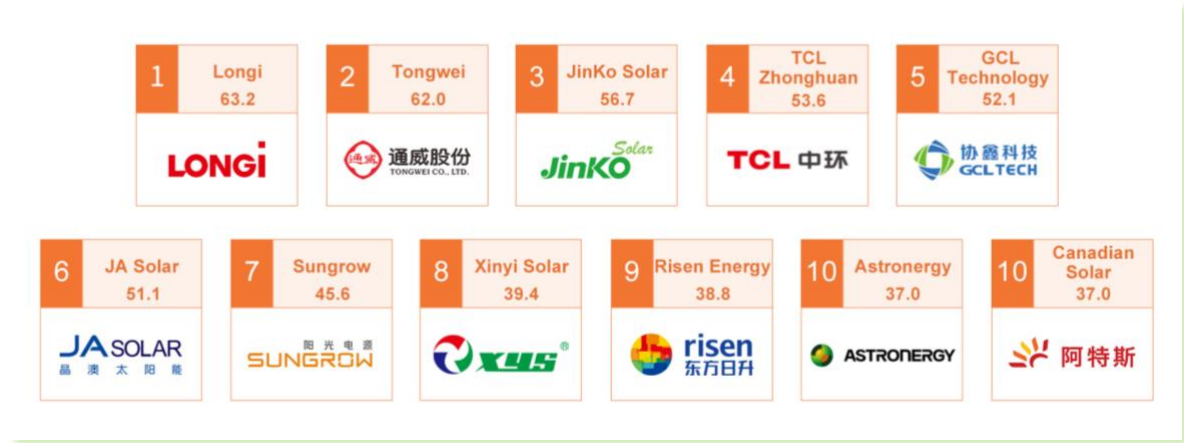 1
Longi
63.2
LONGi
2
Tongwei
62.0
通威
通威股份
TONGWEI CO., LTD.
3
JinKo Solar
56.7
Solar
JinKO
4
TCL
Zhonghuan
53.6
TCL 中环
5
GCL
Technology
52.1
协鑫科技
GCL TECH
6
JA Solar
51.1
JA SOLAR
晶 澳 太 阳 能
7
Sungrow
45.6
阳 光 电 源
SUNGROW
8
Xinyi Solar
39.4
XYS®
9
Risen Energy
38.8
risen
东方日升
10
Astronergy
37.0
ASTRONERGY
10
Canadian
Solar
37.0
阿特斯